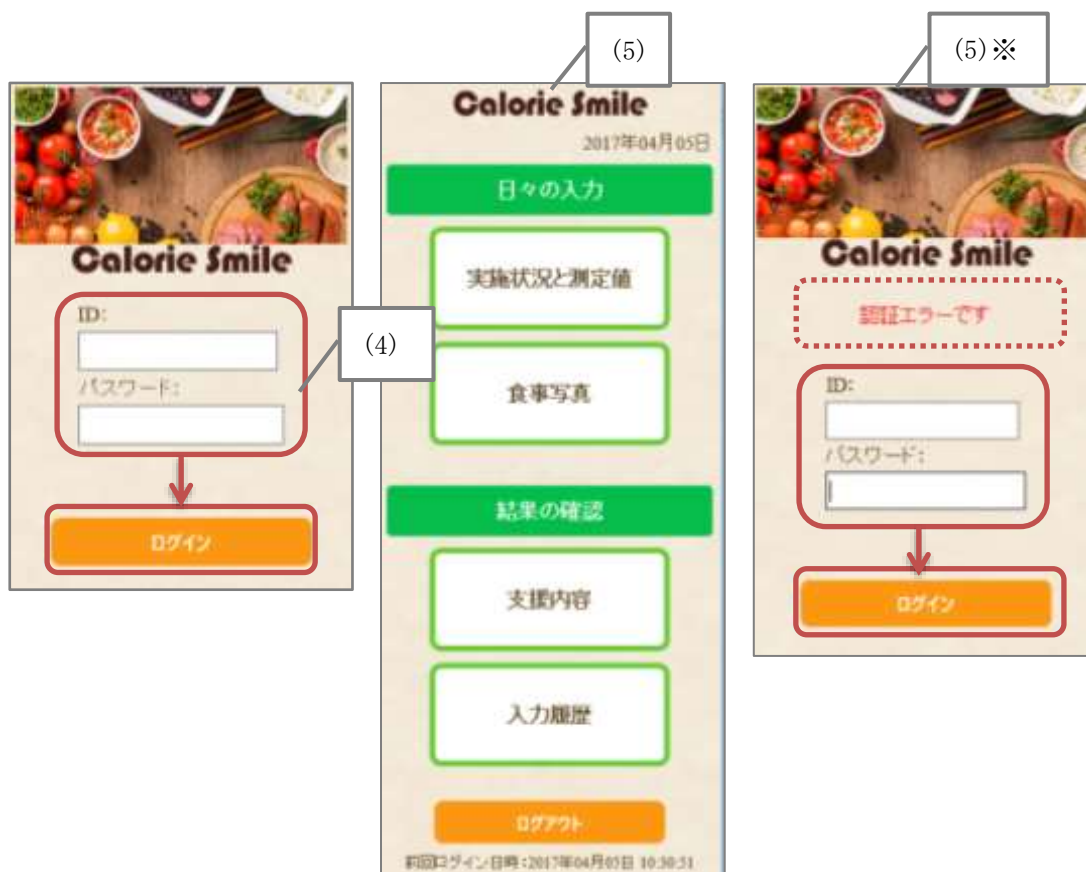 (5)
(5)※
Calorie Smile
ID:
パスワード:
ログイン
(4)
Calorie Smile
2017年04月05日
日々の入力
実施状況と測定値
食事写真
結果の確認
支援内容
入力履歴
ログアウト
前回ログイン日時:2017年04月05日 10:30:51
Calorie Smile
認証エラーです
ID:
パスワード:
ログイン